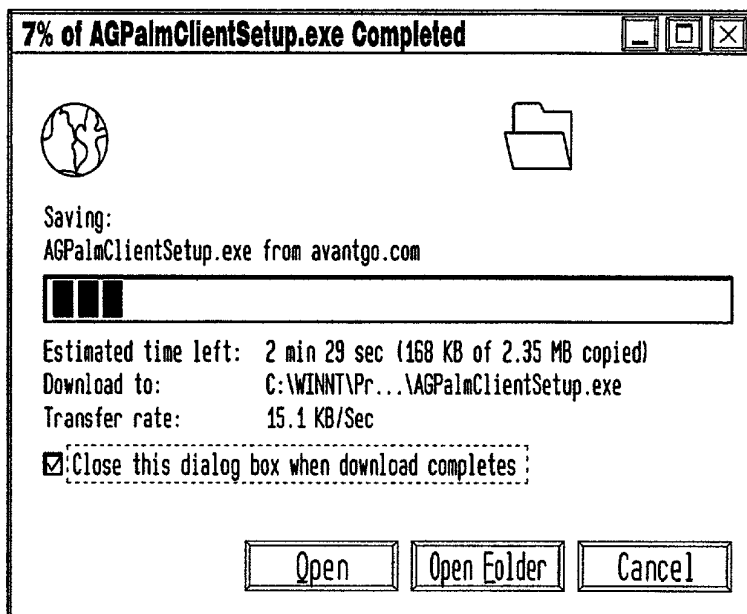 7% of AGPalmClientSetup.exe Completed
Saving:
AGPalmClientSetup.exe from avantgo.com
Estimated time left: 2 min 29 sec (168 KB of 2.35 MB copied)
Download to: C:\WINNT\Pr...\AGPalmClientSetup.exe
Transfer rate: 15.1 KB/Sec
Close this dialog box when download completes
Open Open Folder Cancel